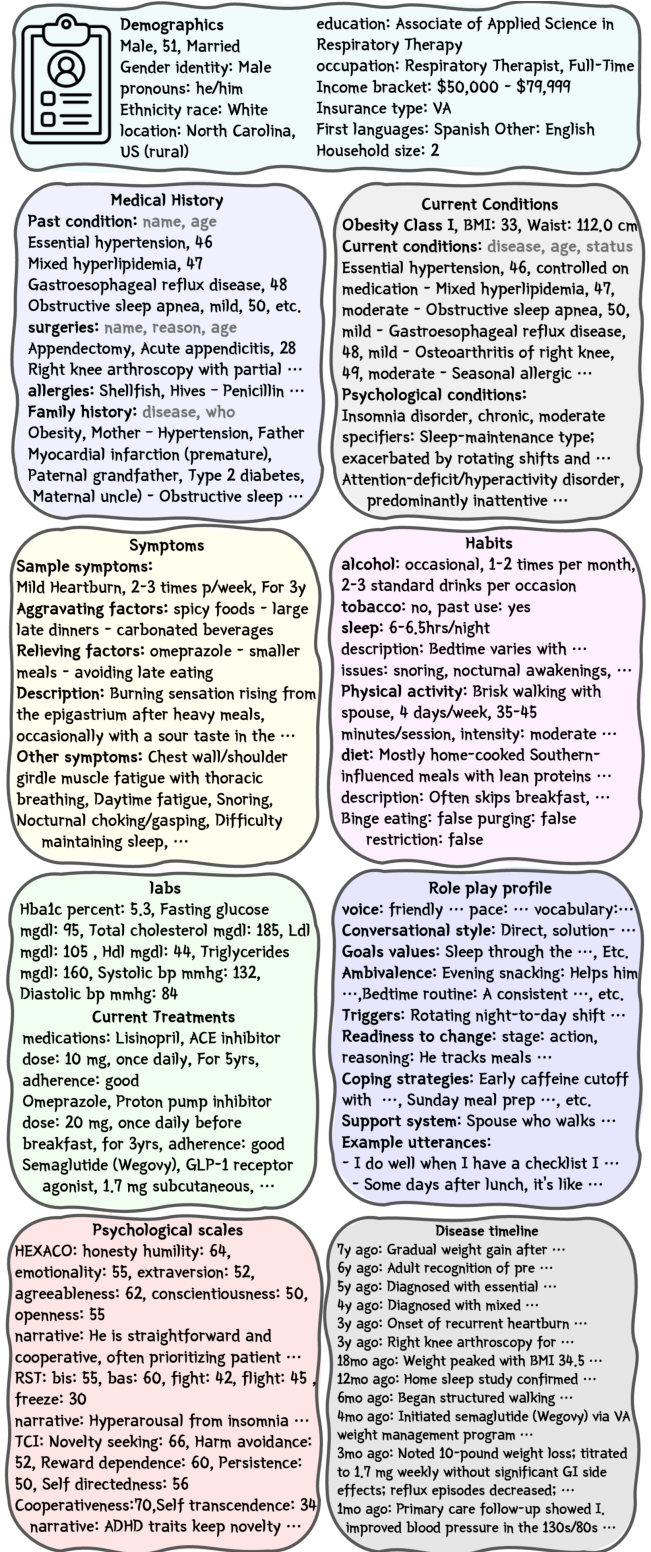 Demographics
Male, 51, Married
Gender identity: Male
pronouns: he/him
Ethnicity race: White
location: North Carolina,
US (rural)
education: Associate of Applied Science in
Respiratory Therapy
occupation: Respiratory Therapist, Full-Time
Income bracket: $50,000 - $79,999
Insurance type: VA
First languages: Spanish Other: English
Household size: 2
Medical History
Past condition: name, age
Essential hypertension, 46
Mixed hyperlipidemia, 47
Gastroesophageal reflux disease, 48
Obstructive sleep apnea, mild, 50, etc.
surgeries: name, reason, age
Appendectomy, Acute appendicitis, 28
Right knee arthroscopy with partial ...
allergies: Shellfish, Hives - Penicillin ...
Family history: disease, who
Obesity, Mother - Hypertension, Father
Myocardial infarction (premature),
Paternal grandfather, Type 2 diabetes,
Maternal uncle) - Obstructive sleep ...
Current Conditions
Obesity Class I, BMI: 33, Waist: 112.0 cm
Current conditions: disease, age, status
Essential hypertension, 46, controlled on
medication - Mixed hyperlipidemia, 47,
moderate - Obstructive sleep apnea, 50,
mild - Gastroesophageal reflux disease,
48, mild - Osteoarthritis of right knee,
49, moderate - Seasonal allergic ...
Psychological conditions:
Insomnia disorder, chronic, moderate
specifiers: Sleep-maintenance type;
exacerbated by rotating shifts and ...
Attention-deficit/hyperactivity disorder,
predominantly inattentive ...
Symptoms
Sample symptoms:
Mild Heartburn, 2-3 times p/week, For 3y
Aggravating factors: spicy foods - large
late dinners - carbonated beverages
Relieving factors: omeprazole - smaller
meals - avoiding late eating
Description: Burning sensation rising from
the epigastrium after heavy meals,
occasionally with a sour taste in the ...
Other symptoms: Chest wall/shoulder
girdle muscle fatigue with thoracic
breathing, Daytime fatigue, Snoring,
Nocturnal choking/gasping, Difficulty
maintaining sleep, ...
Habits
alcohol: occasional, 1-2 times per month,
2-3 standard drinks per occasion
tobacco: no, past use: yes
sleep: 6-6.5hrs/night
description: Bedtime varies with ...
issues: snoring, nocturnal awakenings, ...
Physical activity: Brisk walking with
spouse, 4 days/week, 35-45
minutes/session, intensity: moderate ...
diet: Mostly home-cooked Southern-
influenced meals with lean proteins ...
description: Often skips breakfast, ...
Binge eating: false purging: false
restriction: false
labs
Hba1c percent: 5.3, Fasting glucose
mgdl: 95, Total cholesterol mgdl: 185, Ldl
mgdl: 105 , Hdl mgdl: 44, Triglycerides
mgdl: 160, Systolic bp mmhg: 132,
Diastolic bp mmhg: 84
Current Treatments
medications: Lisinopril, ACE inhibitor
dose: 10 mg, once daily, For 5yrs,
adherence: good
Omeprazole, Proton pump inhibitor
dose: 20 mg, once daily before
breakfast, for 3yrs, adherence: good
Semaglutide (Wegovy), GLP-1 receptor
agonist, 1.7 mg subcutaneous, ...
Role play profile
voice: friendly ... pace: ... vocabulary:...
Conversational style: Direct, solution- ...
Goals values: Sleep through the ..., Etc.
Ambivalence: Evening snacking: Helps him
...,Bedtime routine: A consistent ..., etc.
Triggers: Rotating night-to-day shift ...
Readiness to change: stage: action,
reasoning: He tracks meals ...
Coping strategies: Early caffeine cutoff
with ..., Sunday meal prep ..., etc.
Support system: Spouse who walks ...
Example utterances:
- I do well when I have a checklist I ...
- Some days after lunch, it's like ...
Psychological scales
HEXACO: honesty humility: 64,
emotionality: 55, extraversion: 52,
agreeableness: 62, conscientiousness: 50,
openness: 55
narrative: He is straightforward and
cooperative, often prioritizing patient ...
RST: bis: 55, bas: 60, fight: 42, flight: 45 ,
freeze: 30
narrative: Hyperarousal from insomnia ...
TCI: Novelty seeking: 66, Harm avoidance:
52, Reward dependence: 60, Persistence:
50, Self directedness: 56
Cooperativeness:70,Self transcendence: 34
narrative: ADHD traits keep novelty ...
Disease timeline
7y ago: Gradual weight gain after ...
6y ago: Adult recognition of pre ...
5y ago: Diagnosed with essential ...
4y ago: Diagnosed with mixed ...
3y ago: Onset of recurrent heartburn ...
3y ago: Right knee arthroscopy for ...
18mo ago: Weight peaked with BMI 34.5 ...
12mo ago: Home sleep study confirmed ...
6mo ago: Began structured walking ...
4mo ago: Initiated semaglutide (Wegovy) via VA
weight management program ...
3mo ago: Noted 10-pound weight loss; titrated
to 1.7 mg weekly without significant GI side
effects; reflux episodes decreased; ...
1mo ago: Primary care follow-up showed I.
improved blood pressure in the 130s/80s ...